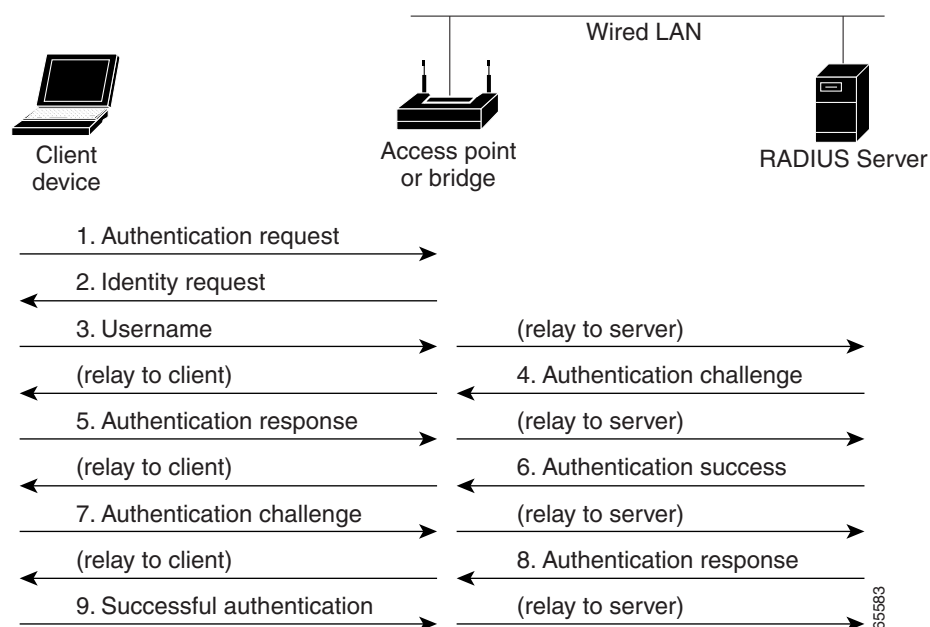 Wired LAN
Client
device
Access point
or bridge
RADIUS Server
1. Authentication request
2. Identity request
3. Username
(relay to server)
(relay to client)
4. Authentication challenge
5. Authentication response
(relay to server)
(relay to client)
6. Authentication success
7. Authentication challenge
(relay to server)
(relay to client)
8. Authentication response
9. Successful authentication
(relay to server)
65583